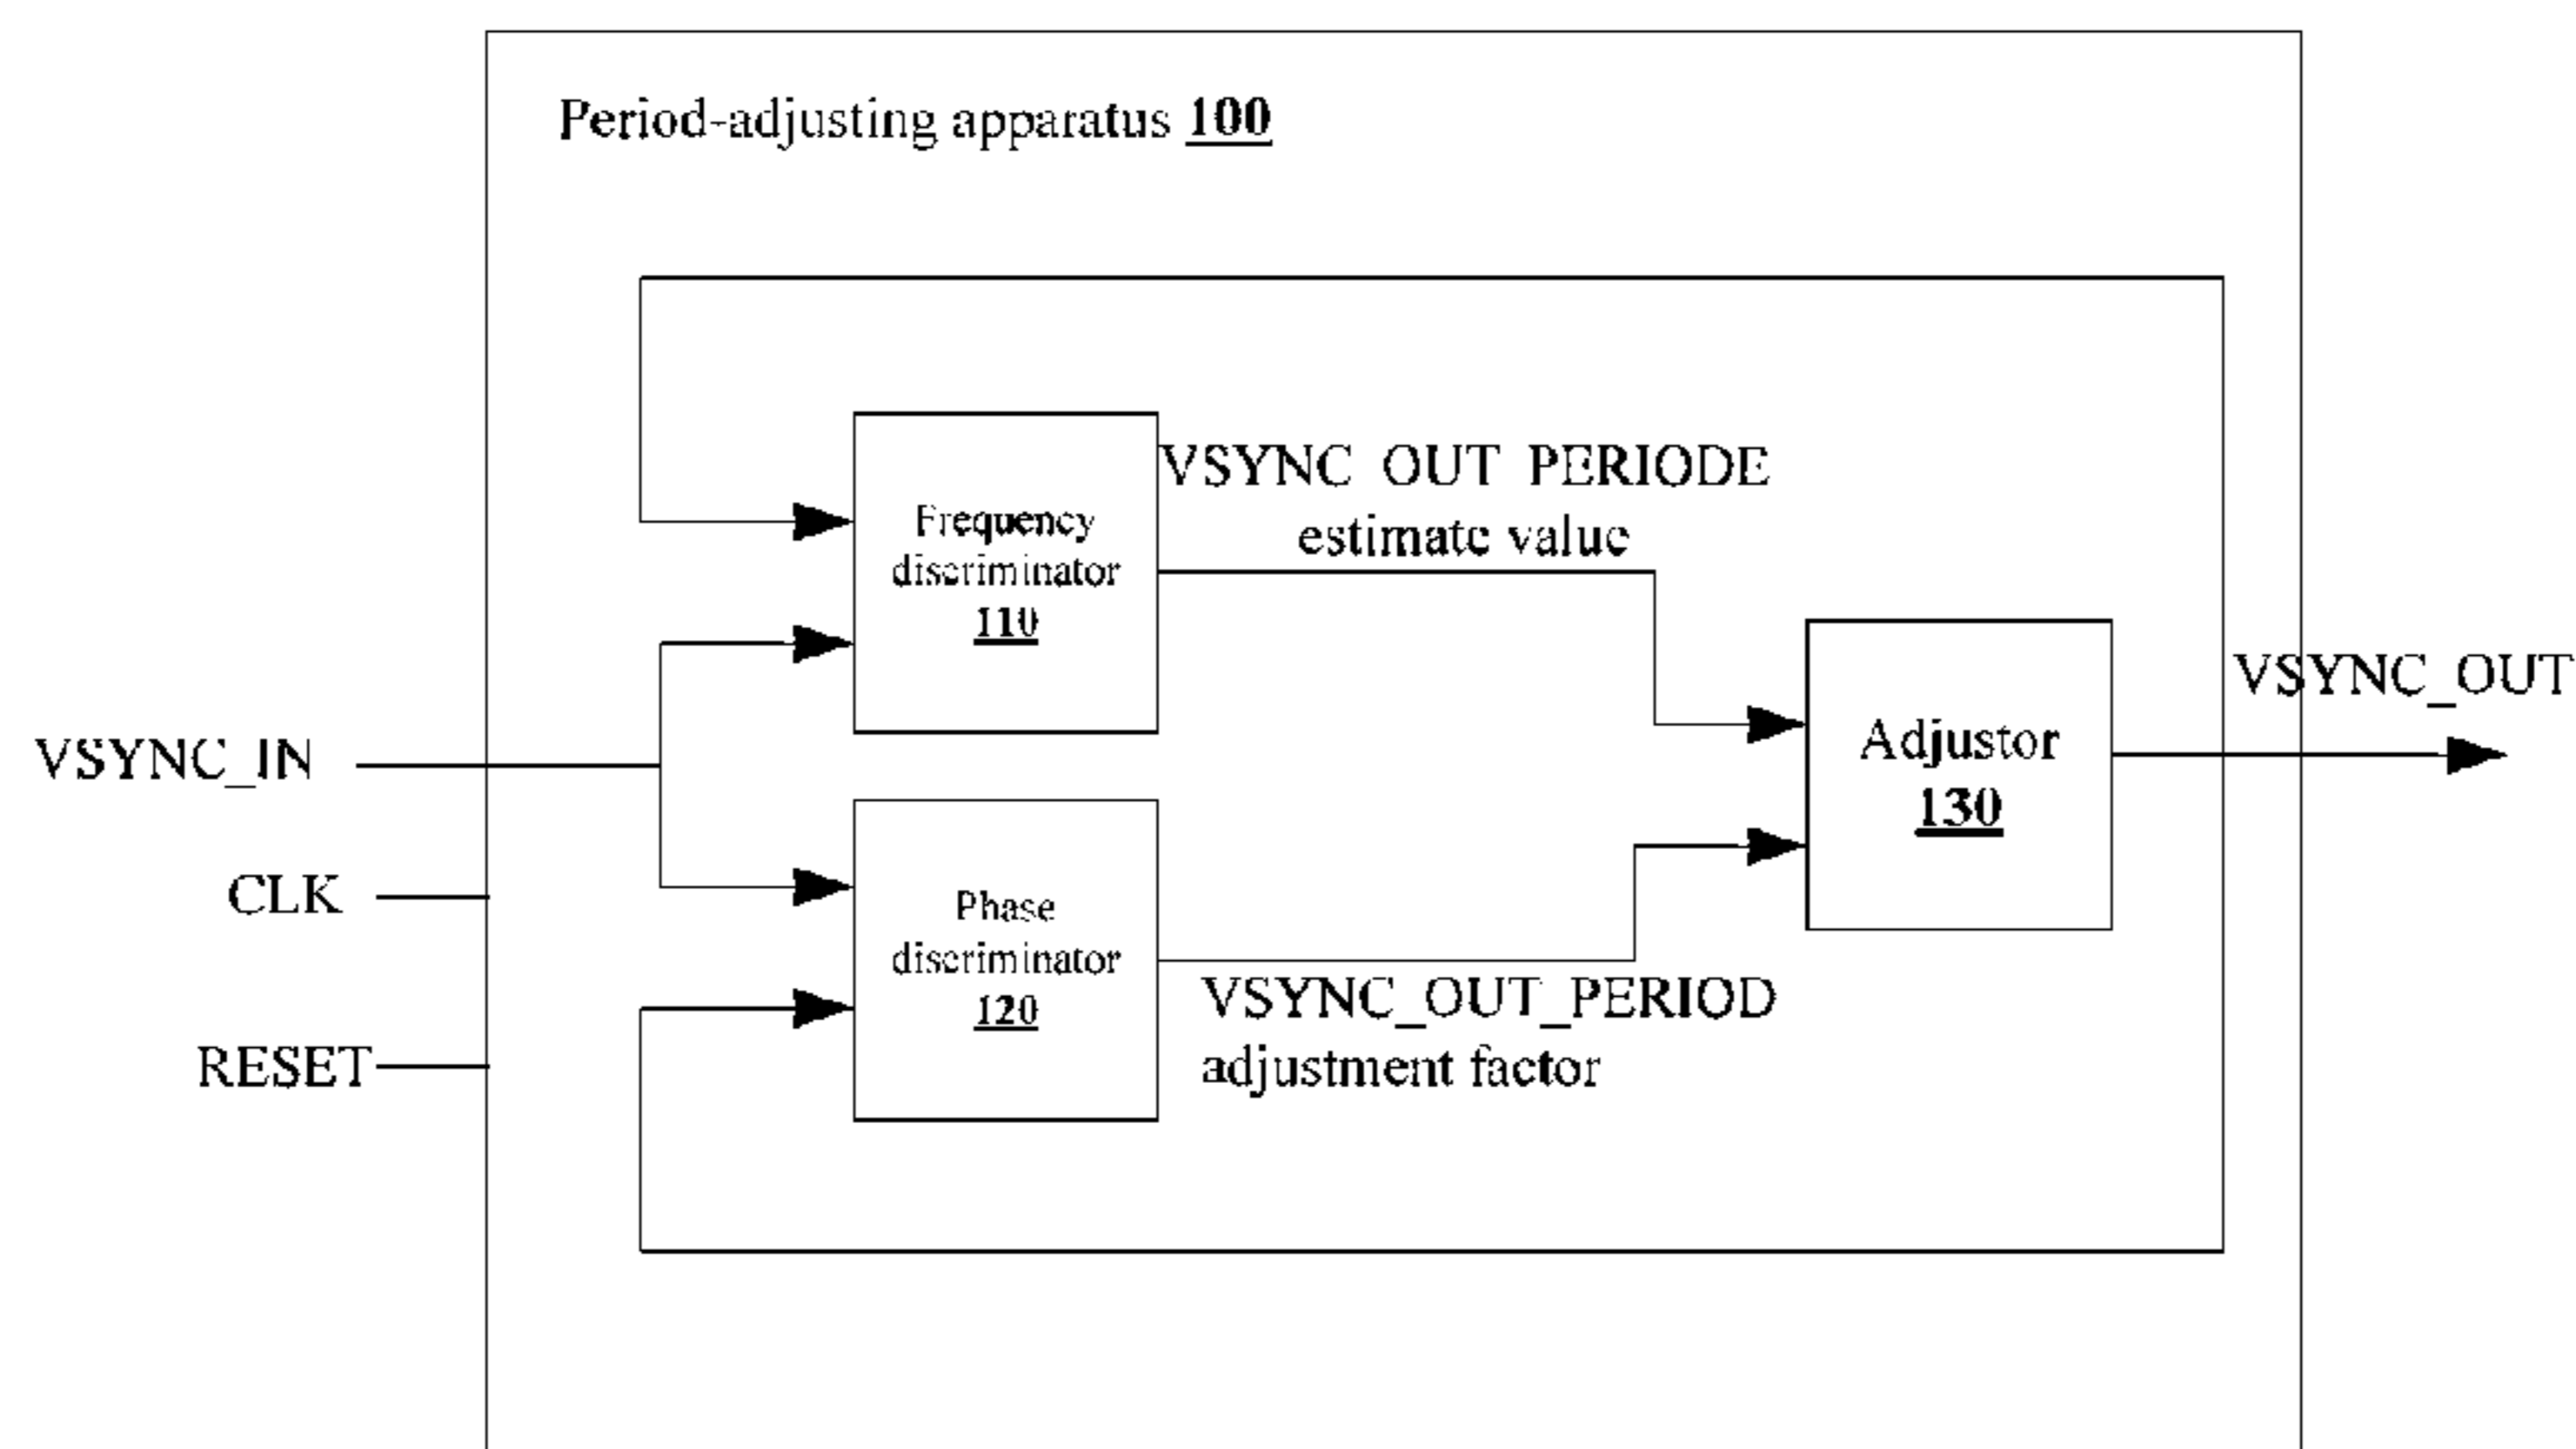 Period-adjusting apparatus 100
VSYNC OUT PERIODE
estimate value
Frequency
discriminator
110
VSYNC_IN
CLK
RESET
Phase
discriminator
120
VSYNC_OUT_PERIOD
adjustment factor
Adjustor
130
VSYNC_OUT